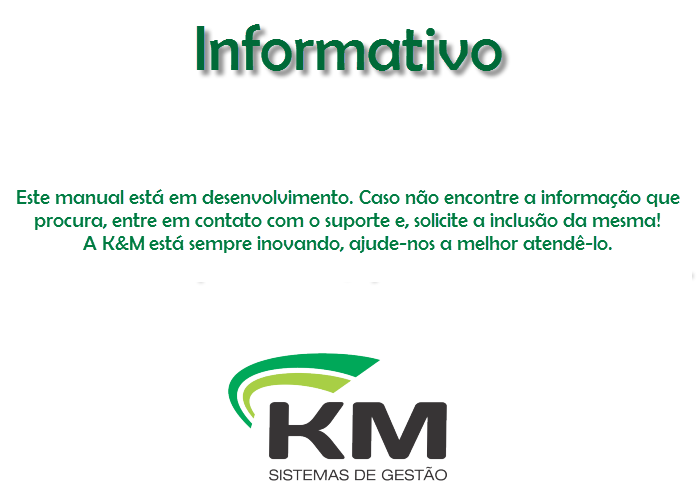 Informativo
Este manual está em desenvolvimento. Caso não encontre a informação que
procura, entre em contato com o suporte e, solicite a inclusão da mesma!
A K&M está sempre inovando, ajude-nos a melhor atendê-lo.
KM
SISTEMAS DE GESTÃO